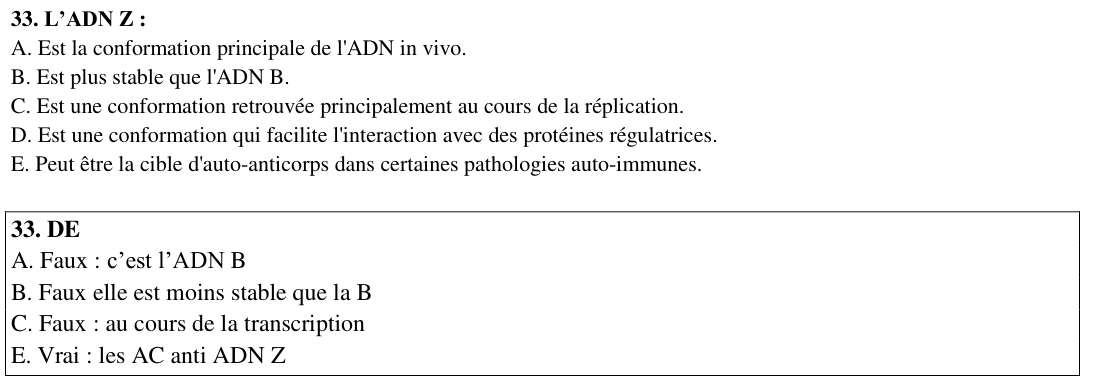 33. L’ADN Z :
A. Est la conformation principale de l'ADN in vivo.
B. Est plus stable que l'ADN B.
C. Est une conformation retrouvée principalement au cours de la réplication.
D. Est une conformation qui facilite l'interaction avec des protéines régulatrices.
E. Peut être la cible d'auto-anticorps dans certaines pathologies auto-immunes.
33. DE
A. Faux : c’est l’ADN B
B. Faux elle est moins stable que la B
C. Faux : au cours de la transcription
E. Vrai : les AC anti ADN Z